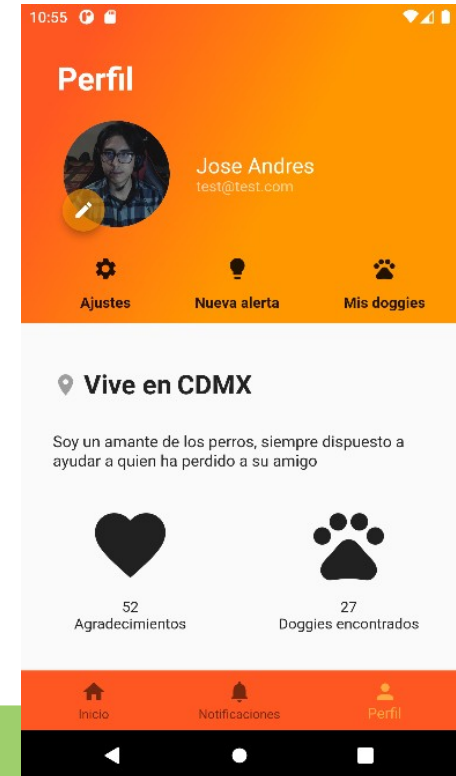 10:55
Perfil
Jose Andres
test@test.com
Ajustes
Nueva alerta
Mis doggies
Vive en CDMX
Soy un amante de los perros, siempre dispuesto a
ayudar a quien ha perdido a su amigo
52
Agradecimientos
27
Doggies encontrados
Inicio
Notificaciones
Perfil